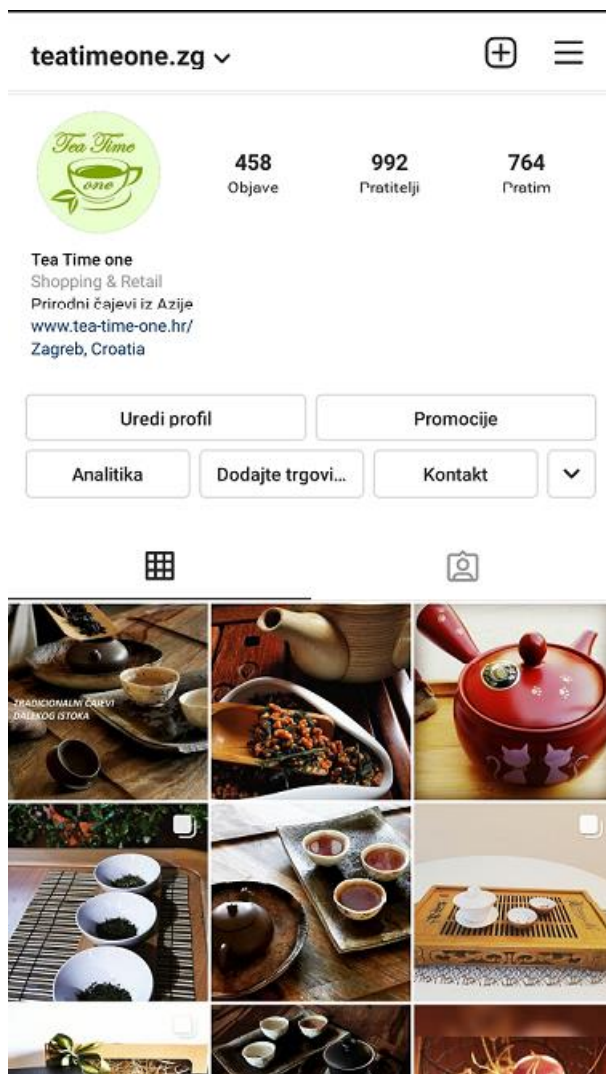 teatimeone.zg
Tea Time
one
458
992
764
Objave
Pratitelji
Pratim
Tea Time one
Shopping & Retail
Prirodni čajevi iz Azije
www.tea-time-one.hr/
Zagreb, Croatia
Uredi profil
Promocije
Analitika
Dodajte trgovi...
Kontakt
TRADICIONALNI ČAJEVI
DALEKOG ISTOKA